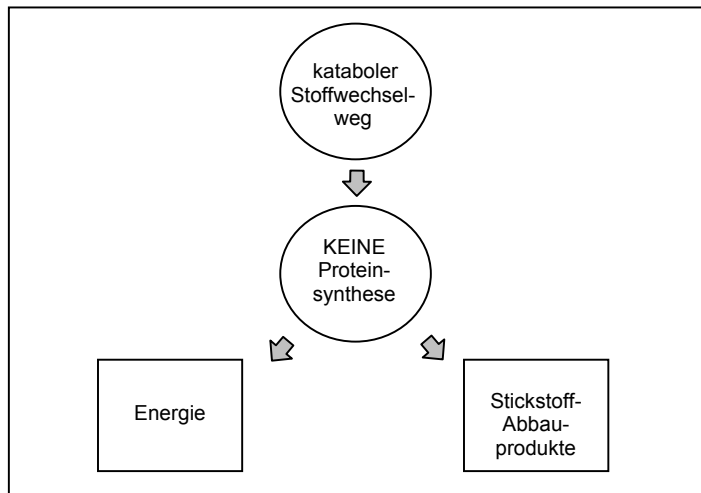 kataboler
Stoffwechsel-
weg
KEINE
Protein-
synthese
Energie
Stickstoff-
Abbau-
produkte